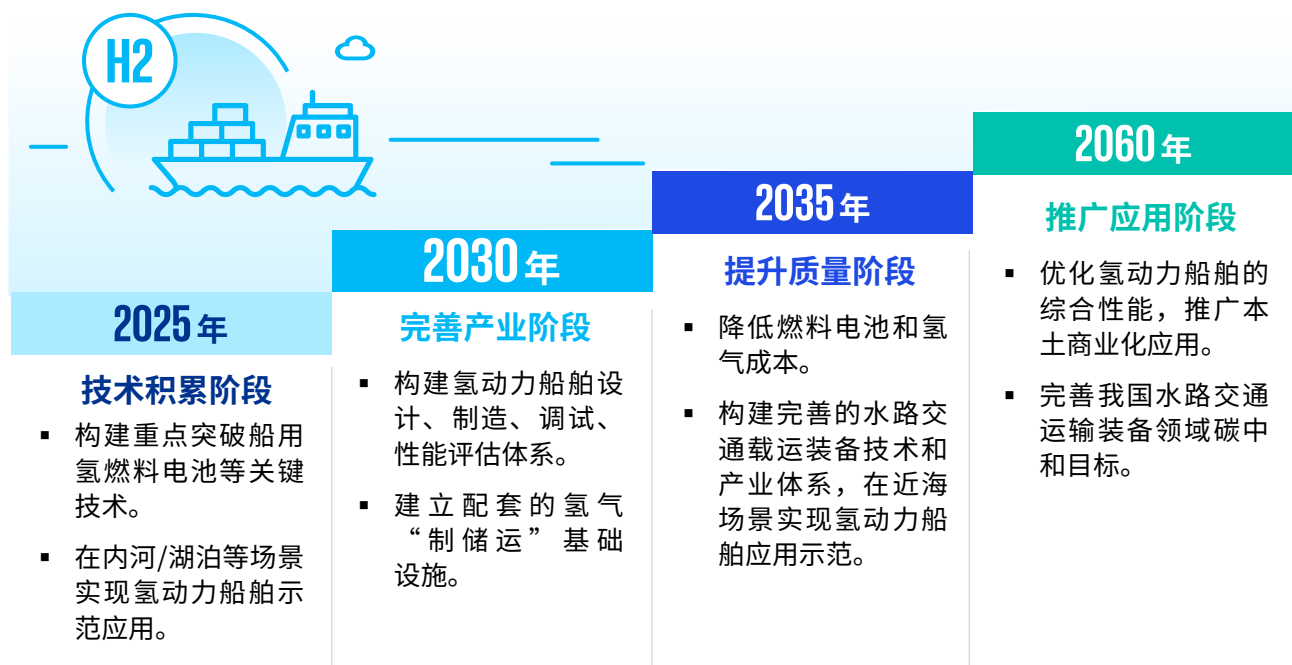 H2
2025年
技术积累阶段
▪ 构建重点突破船用
氢燃料电池等关键
技术。
▪ 在内河/湖泊等场景
实现氢动力船舶示
范应用。
2030年
完善产业阶段
▪ 构建氢动力船舶设
计、制造、调试、
性能评估体系。
▪ 建立配套的氢气
“制储运”基础
设施。
2035年
提升质量阶段
▪ 降低燃料电池和氢
气成本。
▪ 构建完善的水路交
通载运装备技术和
产业体系，在近海
场景实现氢动力船
舶应用示范。
2060年
推广应用阶段
▪ 优化氢动力船舶的
综合性能，推广本
土商业化应用。
▪ 完善我国水路交通
运输装备领域碳中
和目标。